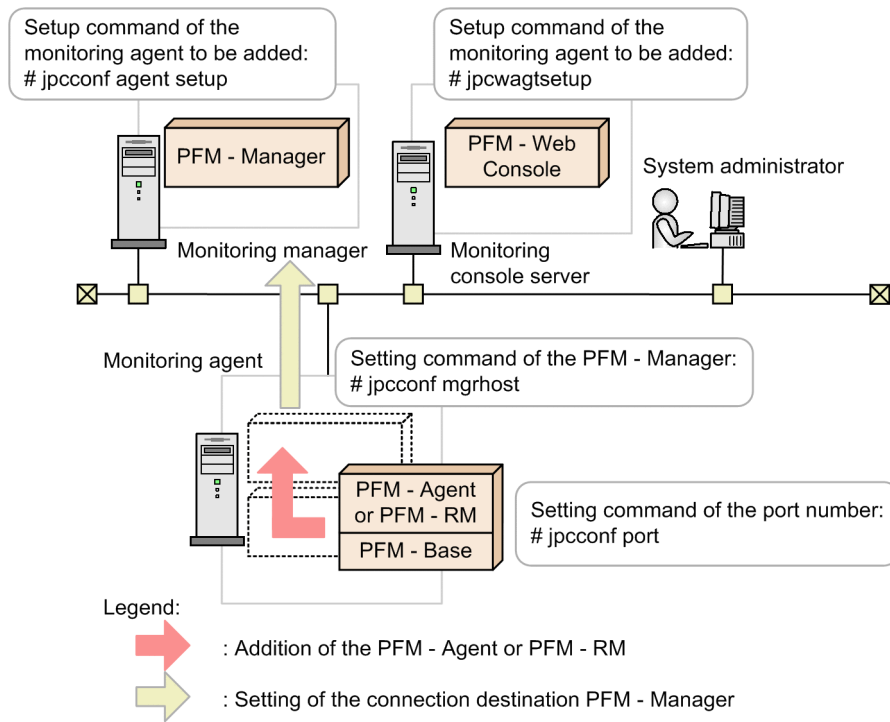 Setup command of the
monitoring agent to be added:
# jpcconf agent setup
Setup command of the
monitoring agent to be added:
# jpcwagtsetup
PFM - Manager
PFM - Web
Console
System administrator
Monitoring manager
Monitoring
console server
Monitoring agent
Setting command of the PFM - Manager:
# jpcconf mgrhost
PFM - Agent
or PFM - RM
PFM - Base
Setting command of the port number:
# jpcconf port
Legend:
: Addition of the PFM - Agent or PFM - RM
: Setting of the connection destination PFM - Manager